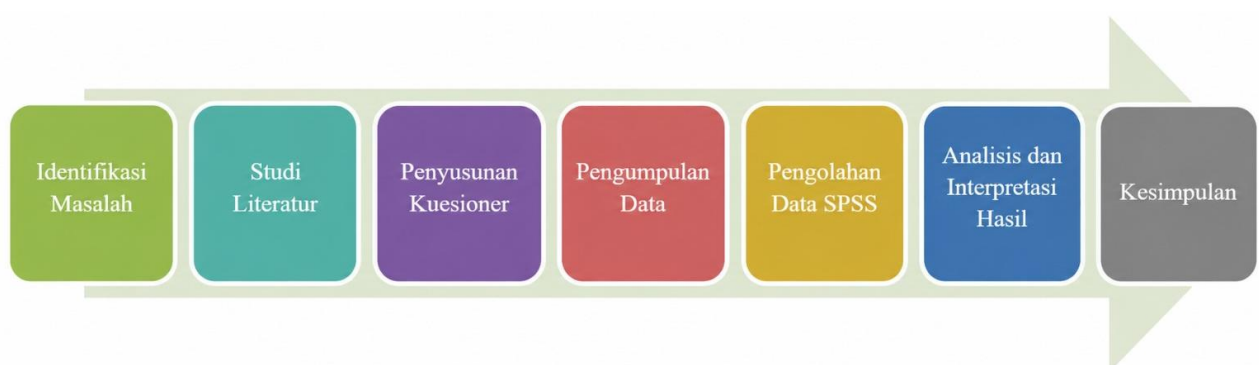 Identifikasi
Masalah
Studi
Literatur
Penyusunan
Kuesioner
Pengumpulan
Data
Pengolahan
Data SPSS
Analisis dan
Interpretasi
Hasil
Kesimpulan